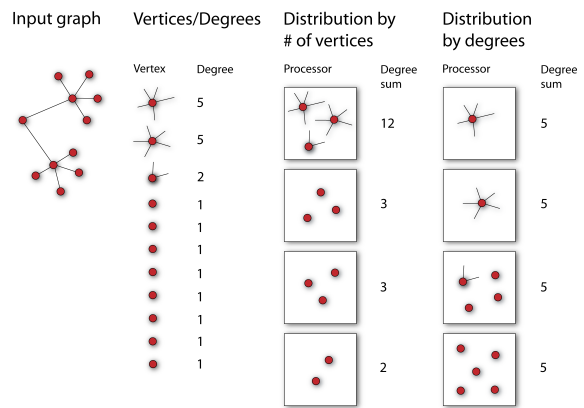 Input graph
Vertices/Degrees
Distribution by
# of vertices
Distribution
by degrees
Vertex
Degree
Processor
Degree
sum
Processor
Degree
sum
5
5
2
1
1
1
1
1
1
1
1
12
3
3
2
5
5
5
5